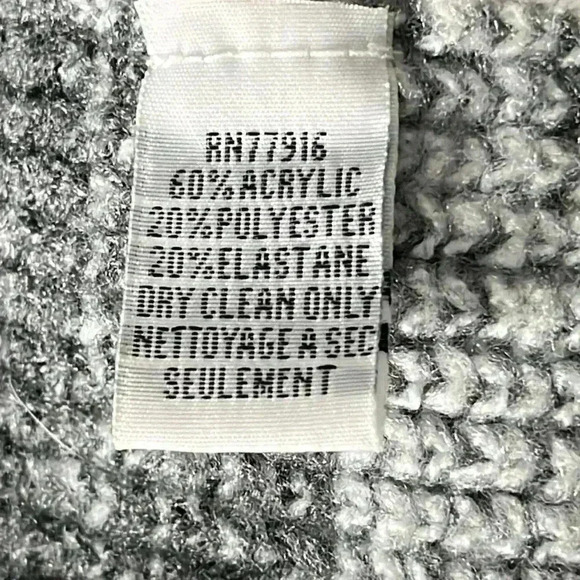 RN77916
60% ACRYLIC
20% POLYESTER
20% ELASTANE
DRY CLEAN ONLY
NETTOYAGE A SEC
SEULEMENT